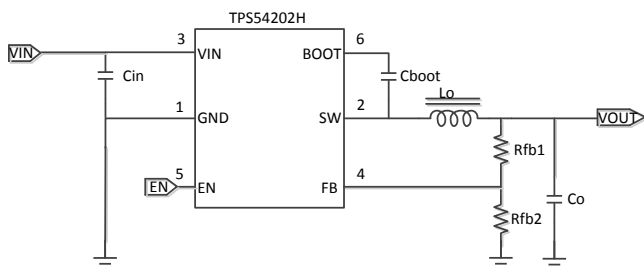 TPS54202H
VIN
3
VIN
BOOT
6
Cin
Cboot
Lo
1
GND
SW
2
VOUT
Rfb1
EN
5
EN
FB
4
Rfb2
Co